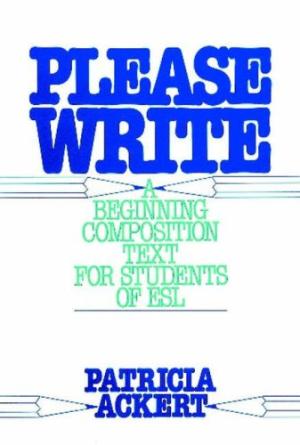 PLEASE
WRITE
A
BEGINNING
COMPOSITION
TEXT
FOR STUDENTS
OF ESL
PATRICIA
ACKERT